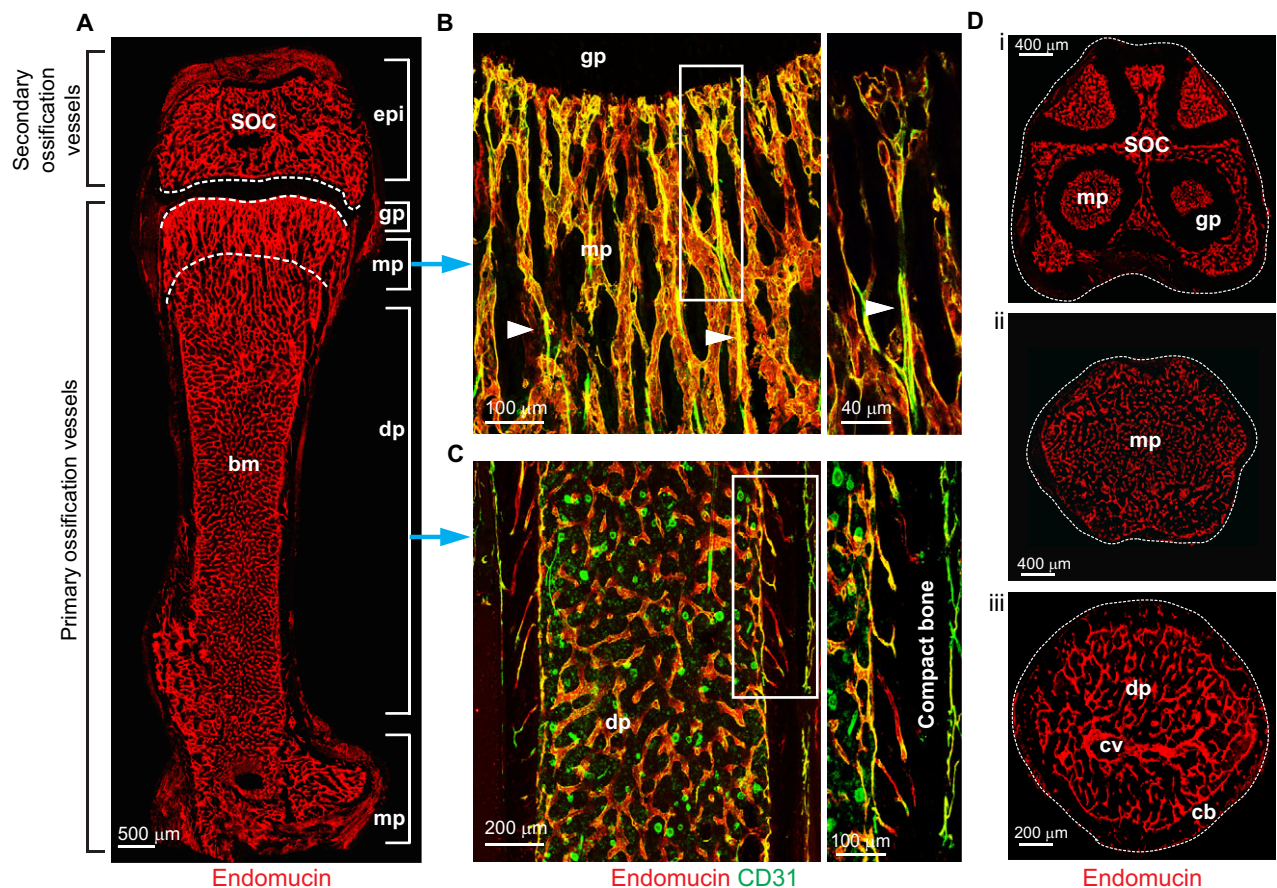 A
Secondary
ossification
vessels
SOC
epi
gp
mp
dp
bm
Primary ossification vessels
mp
500 μm
Endomucin
B
gp
mp
100 μm
40 μm
C
dp
200 μm
Compact bone
100 μm
Endomucin CD31
D
i
400 μm
SOC
mp
gp
ii
mp
400 μm
iii
dp
cv
cb
200 μm
Endomucin